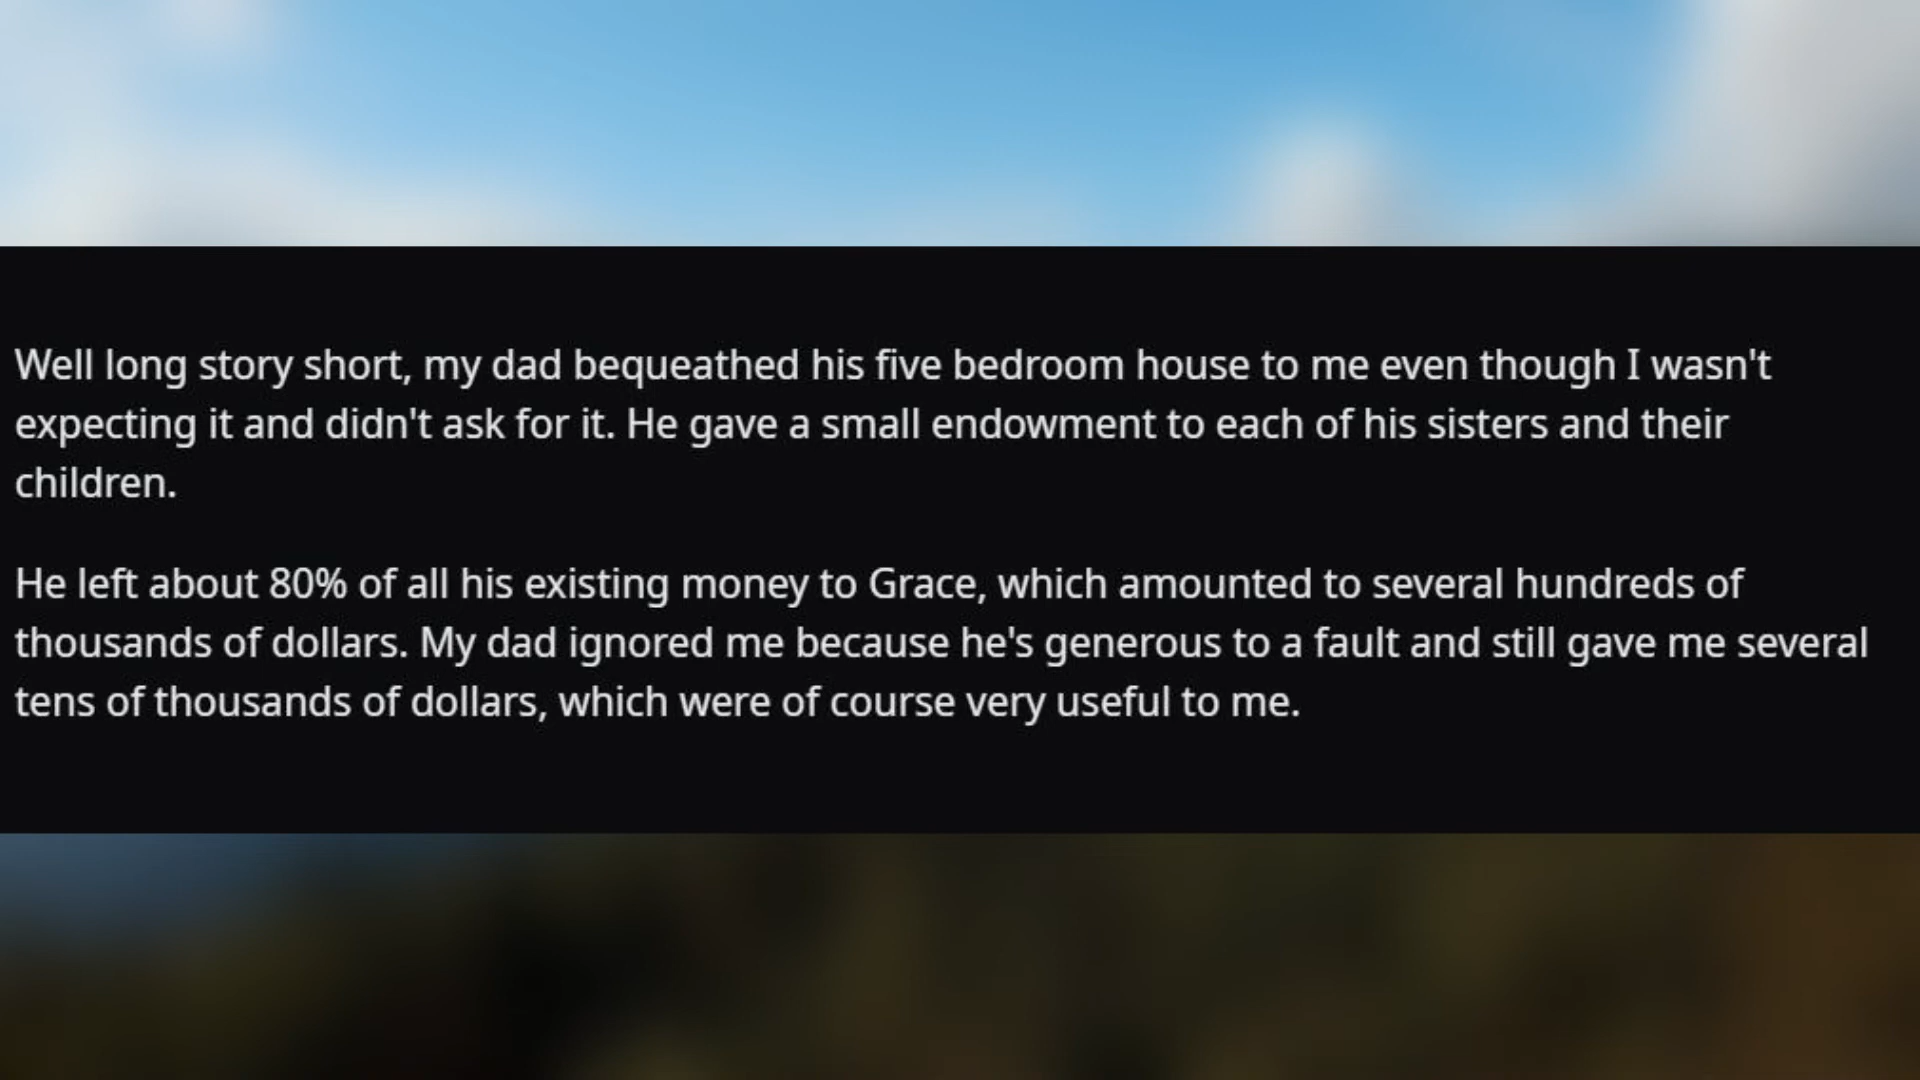 Well long story short, my dad bequeathed his five bedroom house to me even though I wasn't
expecting it and didn't ask for it. He gave a small endowment to each of his sisters and their
children.
He left about 80% of all his existing money to Grace, which amounted to several hundreds of
thousands of dollars. My dad ignored me because he's generous to a fault and still gave me several
tens of thousands of dollars, which were of course very useful to me.